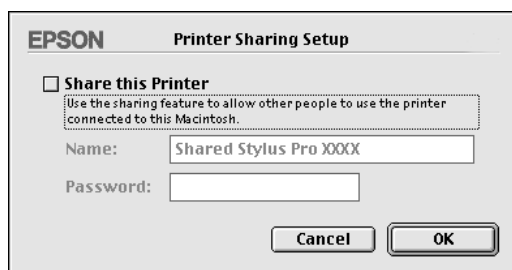 EPSON Printer Sharing Setup
Share this Printer
Use the sharing feature to allow other people to use the printer
connected to this Macintosh.
Name: Shared Stylus Pro XXXX
Password:
Cancel OK